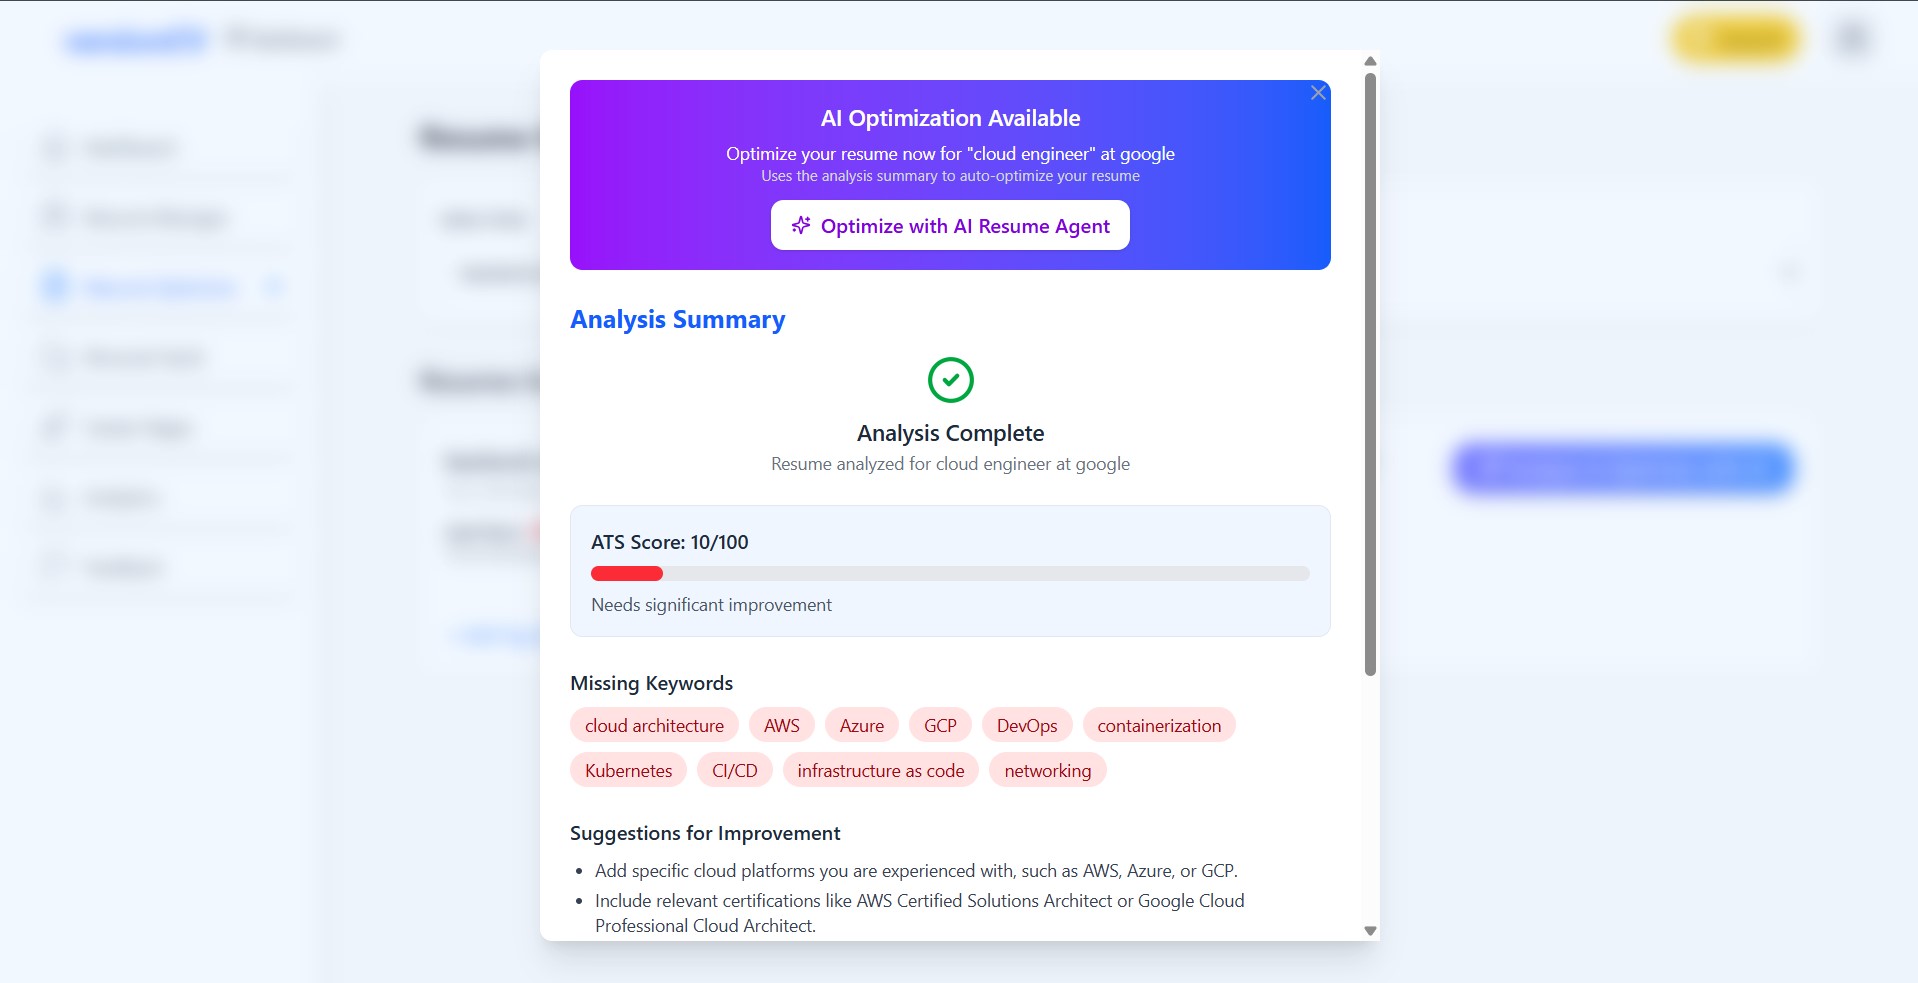 AI Optimization Available
Optimize your resume now for "cloud engineer" at google
Uses the analysis summary to auto-optimize your resume
Optimize with AI Resume Agent
Analysis Summary
Analysis Complete
Resume analyzed for cloud engineer at google
ATS Score: 10/100
Needs significant improvement
Missing Keywords
cloud architecture AWS Azure GCP DevOps containerization
Kubernetes CI/CD infrastructure as code networking
Suggestions for Improvement
• Add specific cloud platforms you are experienced with, such as AWS, Azure, or GCP.
• Include relevant certifications like AWS Certified Solutions Architect or Google Cloud
Professional Cloud Architect.